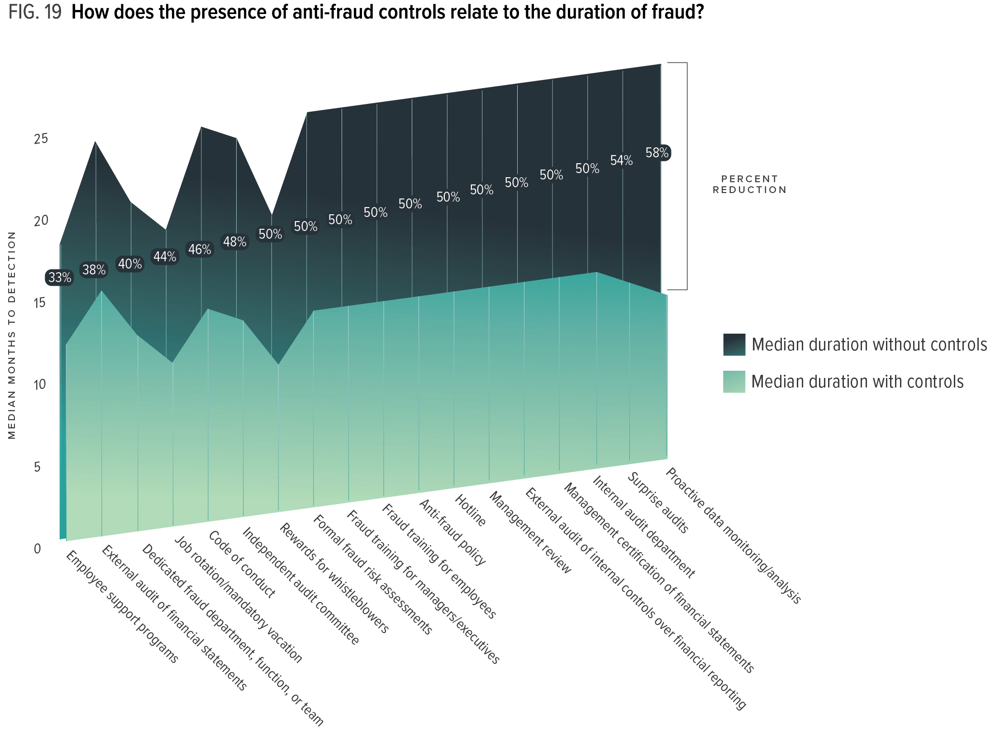 FIG. 19 How does the presence of anti-fraud controls relate to the duration of fraud?
MEDIAN MONTHS TO DETECTION
25
20
15
10
5
0
33%
38%
40%
44%
46%
48%
50%
50%
50%
50%
50%
50%
50%
50%
50%
50%
54%
58%
PERCENT
REDUCTION
Median duration without controls
Median duration with controls
Employee support programs
External audit of financial statements
Dedicated fraud department, function, or team
Job rotation/mandatory vacation
Code of conduct
Independent audit committee
Rewards for whistleblowers
Formal fraud risk assessments
Fraud training for managers/executives
Fraud training for employees
Anti-fraud policy
Hotline
Management review
External audit of internal controls over financial reporting
Management certification of financial statements
Internal audit department
Surprise audits
Proactive data monitoring/analysis